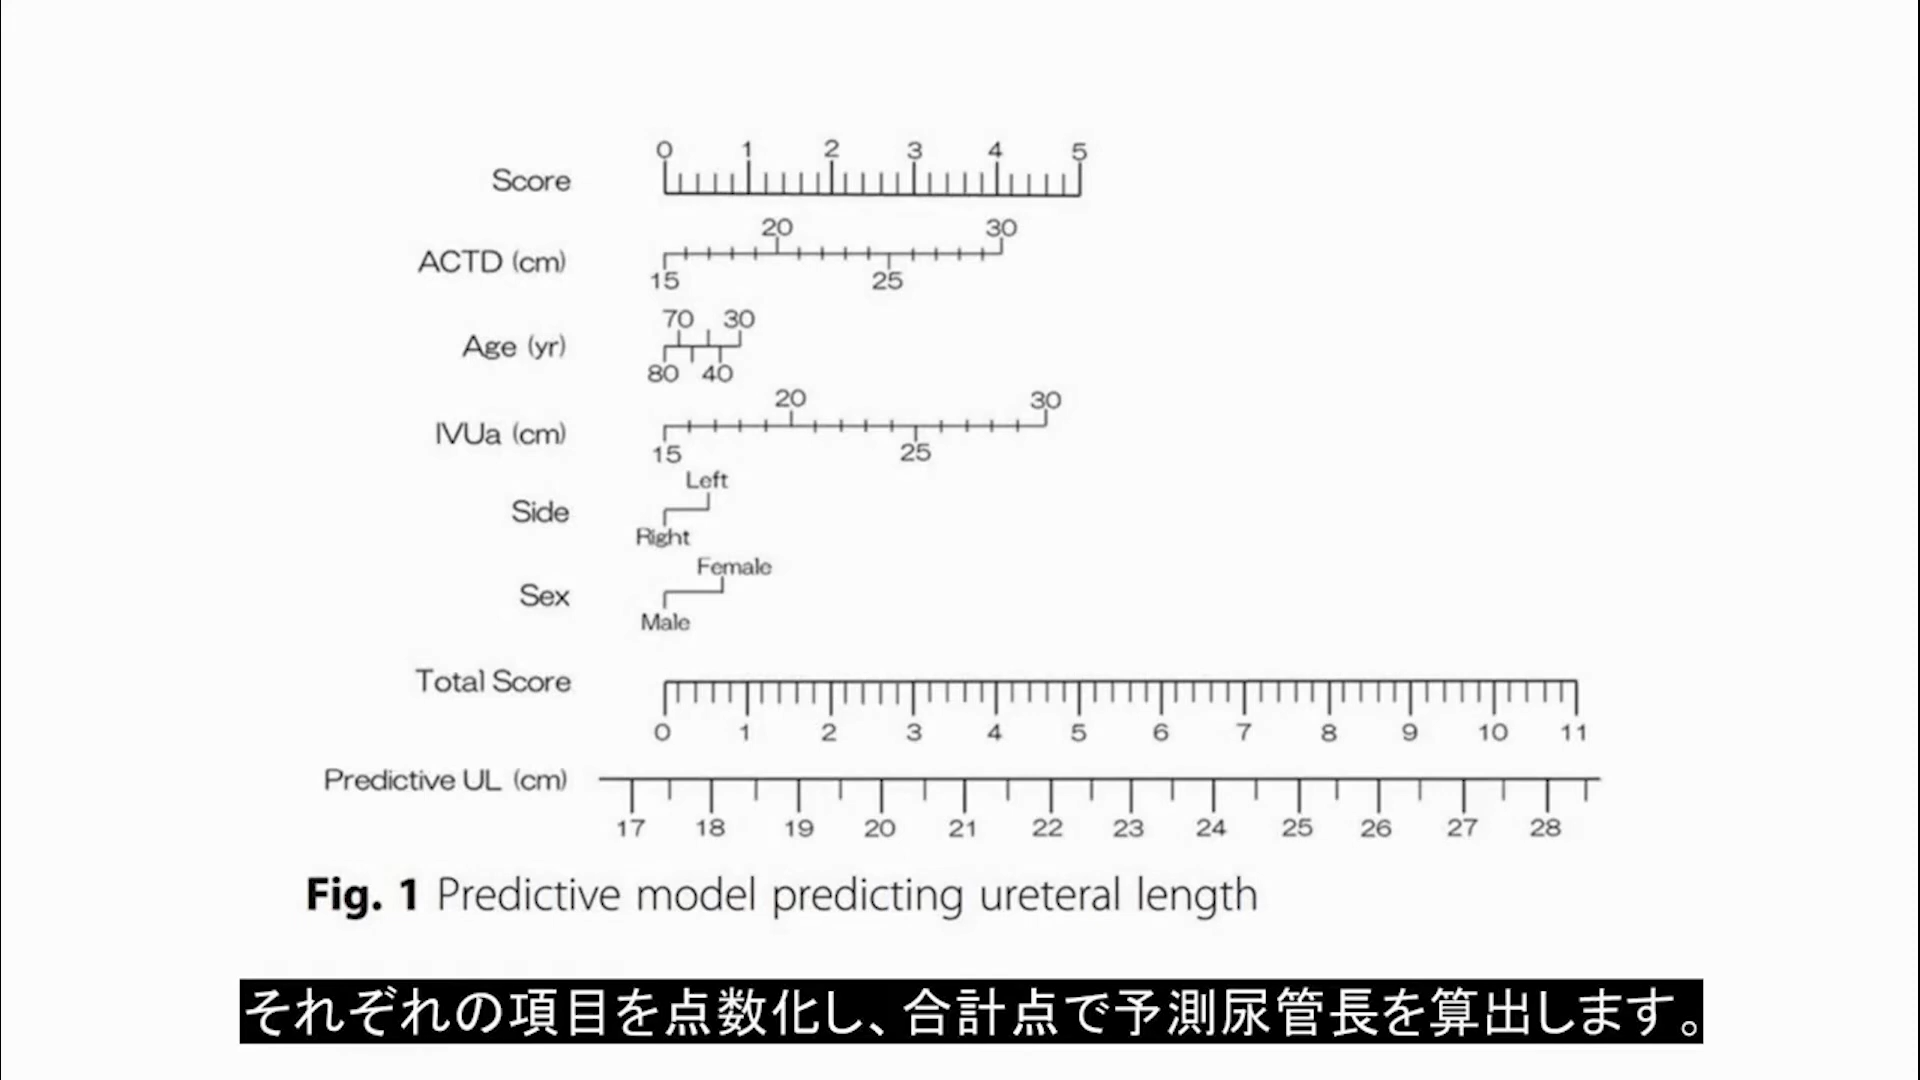 0 1 2 3 4 5
Score
20 30
ACTD (cm)
15 25
70 30
Age (yr)
80 40
20 30
IVUa (cm)
15 25
Left
Side
Right
Female
Sex
Male
Total Score
0 1 2 3 4 5 6 7 8 9 10 11
Predictive UL (cm)
17 18 19 20 21 22 23 24 25 26 27 28
Fig. 1 Predictive model predicting ureteral length
それぞれの項目を点数化し、合計点で予測尿管長を算出します。